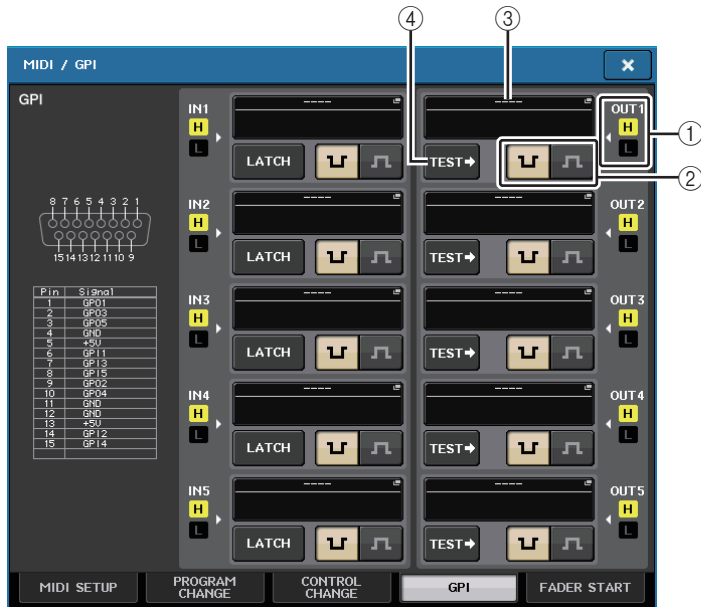 ④ ③
MIDI / GPI ×
GPI
IN1 ---- ---- OUT1
H H ①
L L
LATCH TEST➔ ②
8 7 6 5 4 3 2 1
15 14 13 12 11 10 9
IN2 ---- ---- OUT2
H H
L L
LATCH TEST➔
Pin Signal
1 GPO1
2 GPO3
3 GPO5
4 GND
5 +5V
6 GPI1
7 GPI3
8 GPI5
9 GPO2
10 GPO4
11 GND
12 GND
13 +5V
14 GPI2
15 GPI4
IN3 ---- ---- OUT3
H H
L L
LATCH TEST➔
IN4 ---- ---- OUT4
H H
L L
LATCH TEST➔
IN5 ---- ---- OUT5
H H
L L
LATCH TEST➔
MIDI SETUP
PROGRAM
CHANGE
CONTROL
CHANGE
GPI
FADER START